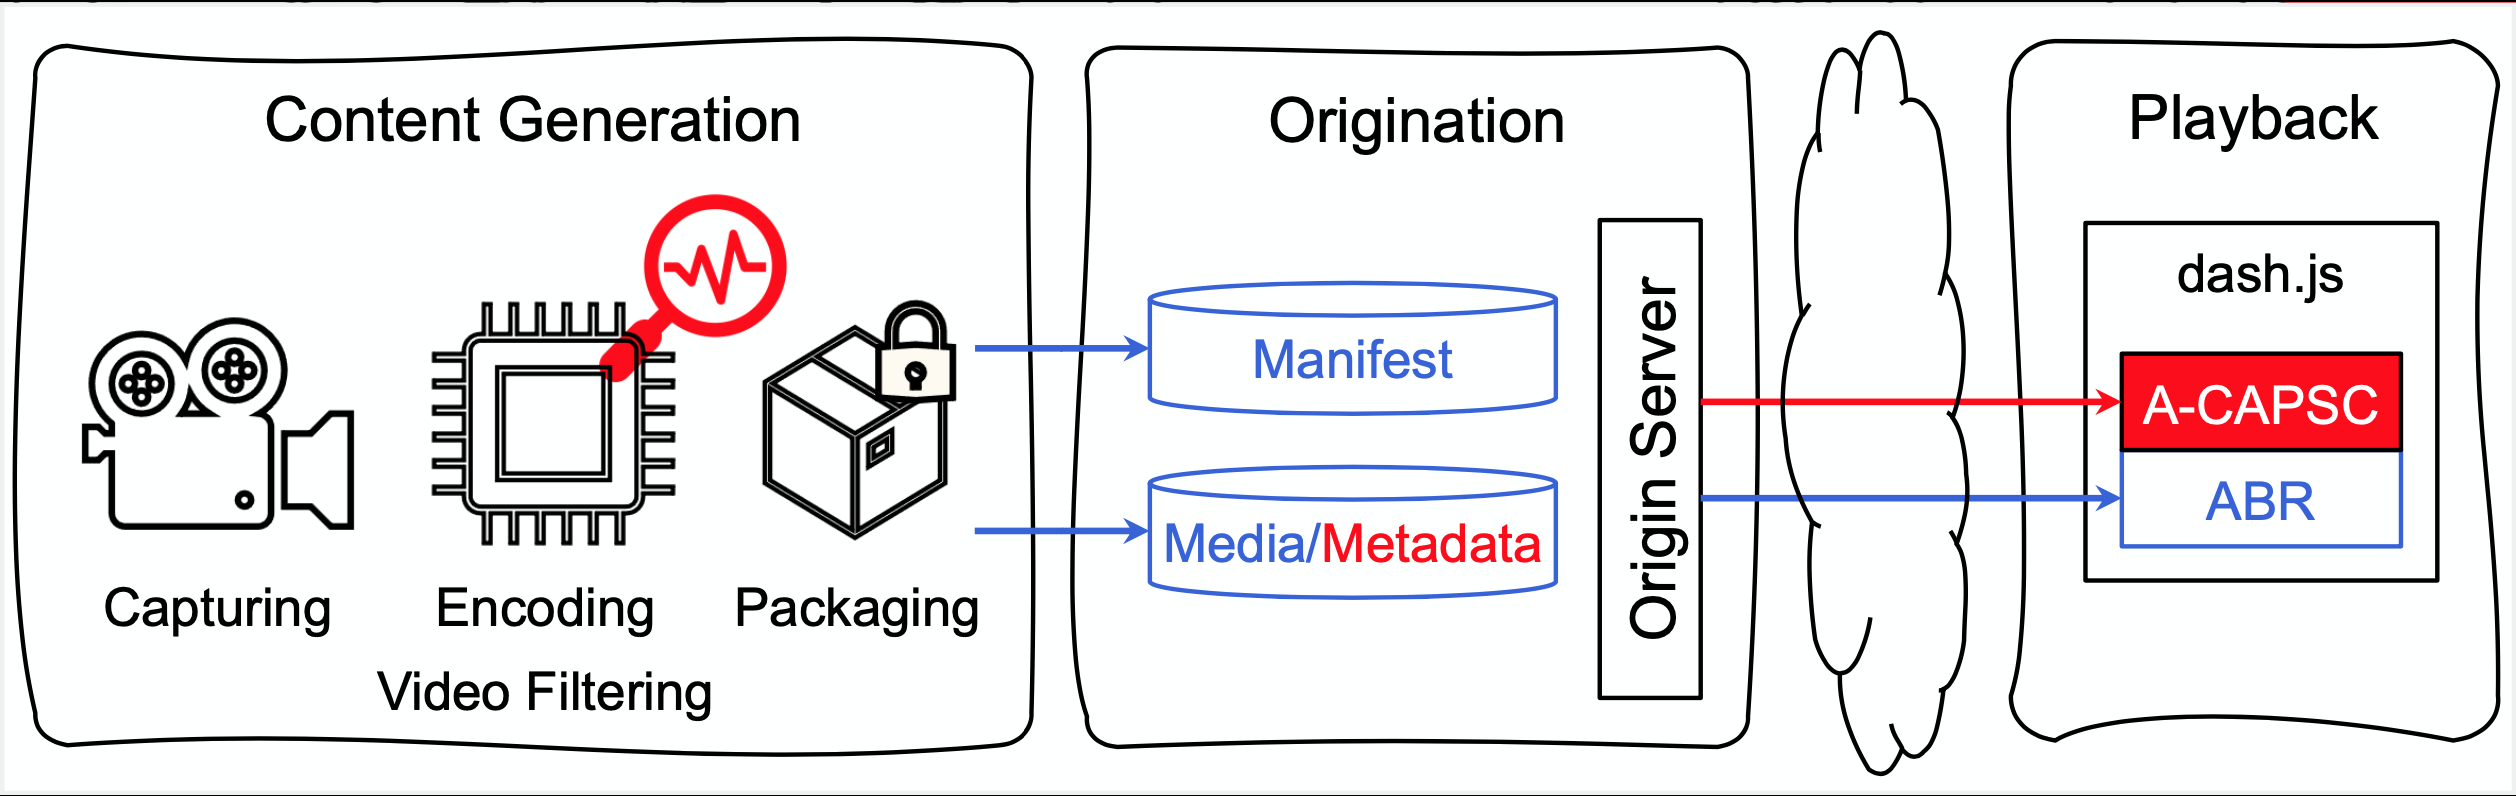 Content Generation
Capturing
Encoding
Packaging
Video Filtering
Origination
Manifest
Media/Metadata
Origin Server
Playback
dash.js
A-CAPSC
ABR